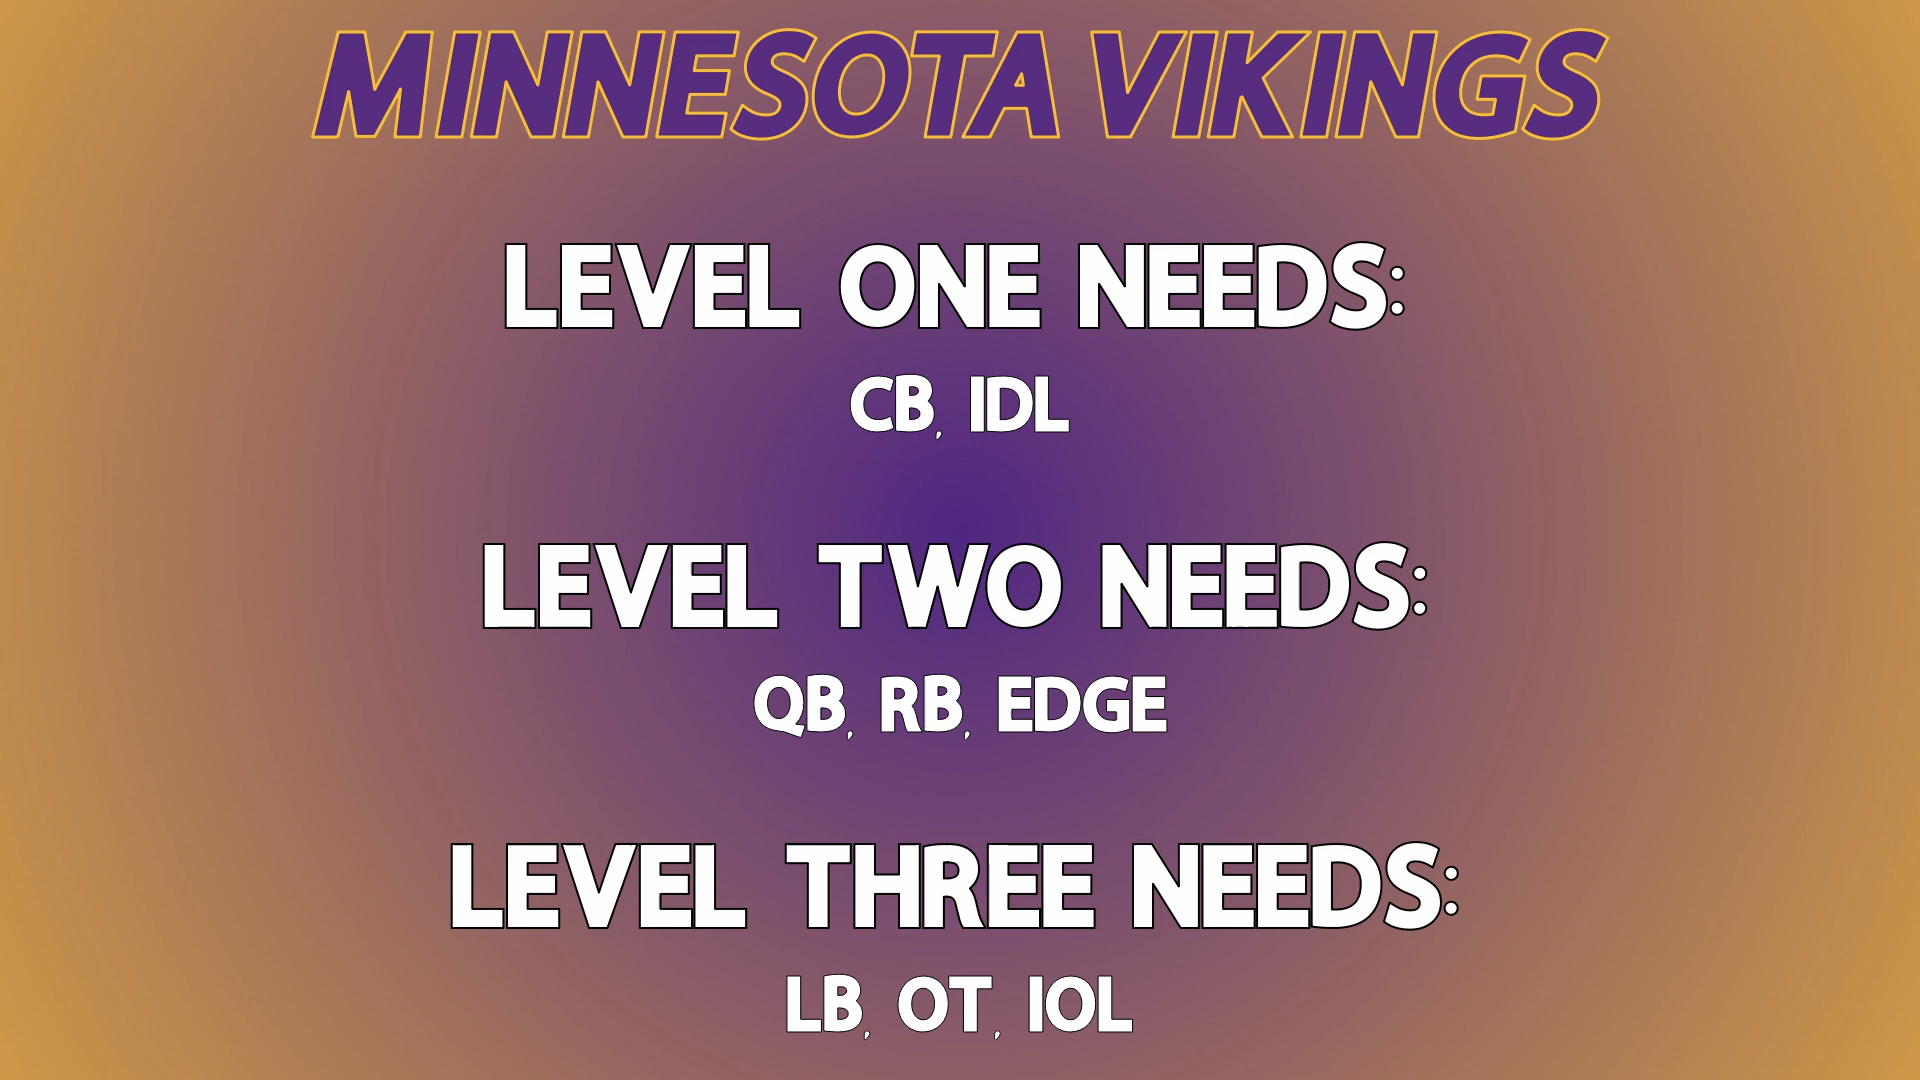 MINNESOTA VIKINGS
LEVEL ONE NEEDS:
CB, IDL
LEVEL TWO NEEDS:
QB, RB, EDGE
LEVEL THREE NEEDS:
LB, OT, IOL